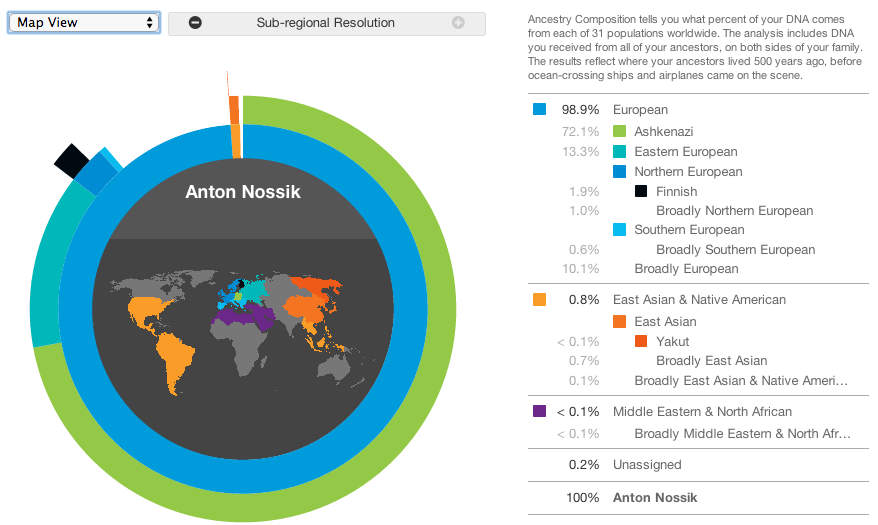 Map View
Sub-regional Resolution
Anton Nossik
Ancestry Composition tells you what percent of your DNA comes
from each of 31 populations worldwide. The analysis includes DNA
you received from all of your ancestors, on both sides of your family.
The results reflect where your ancestors lived 500 years ago, before
ocean-crossing ships and airplanes came on the scene.
98.9% European
72.1% Ashkenazi
13.3% Eastern European
Northern European
1.9% Finnish
1.0% Broadly Northern European
Southern European
0.6% Broadly Southern European
10.1% Broadly European
0.8% East Asian & Native American
East Asian
< 0.1% Yakut
0.7% Broadly East Asian
0.1% Broadly East Asian & Native Ameri…
< 0.1% Middle Eastern & North African
< 0.1% Broadly Middle Eastern & North Afr…
0.2% Unassigned
100% Anton Nossik